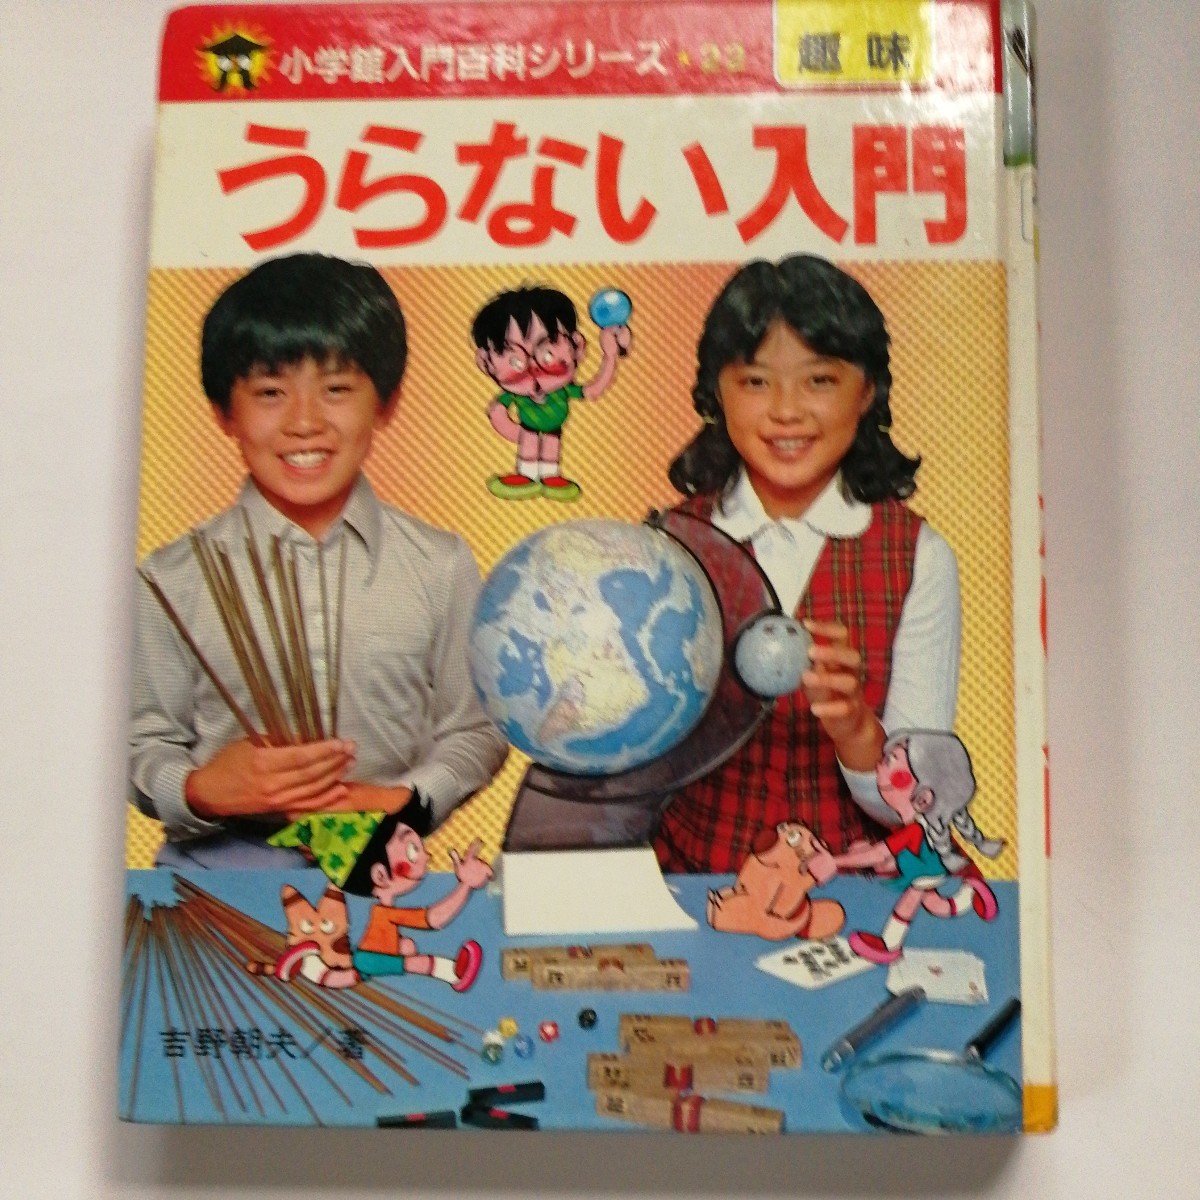 小学館入門百科シリーズ・33
趣味
うらない入門
吉野朝夫／著